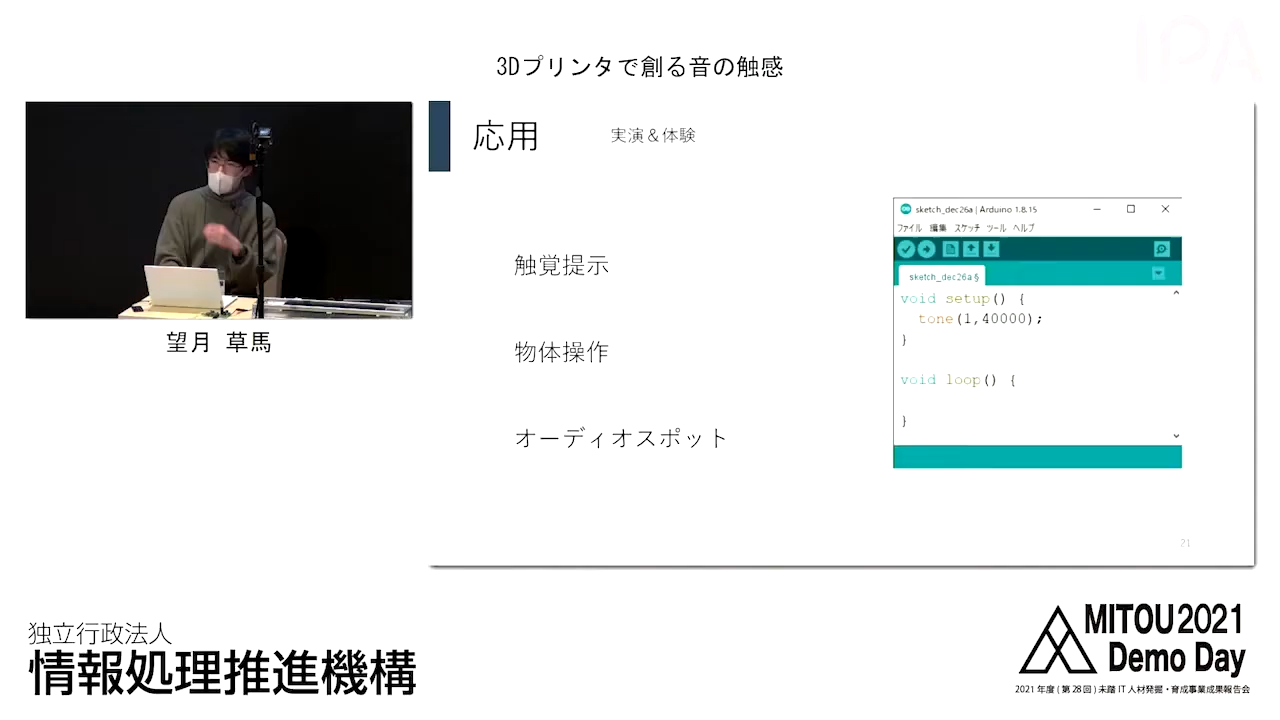 IPA
3Dプリンタで創る音の触感
応用
実演＆体験
触覚提示
物体操作
オーディオスポット
sketch_dec26a | Arduino 1.8.15
ファイル 編集 スケッチ ツール ヘルプ
sketch_dec26a §
void setup() {
tone(1,40000);
}
void loop() {
}
21
望月 草馬
独立行政法人
情報処理推進機構
MITOU2021
Demo Day
2021 年度 ( 第 28 回 ) 未踏 IT 人材発掘・育成事業成果報告会